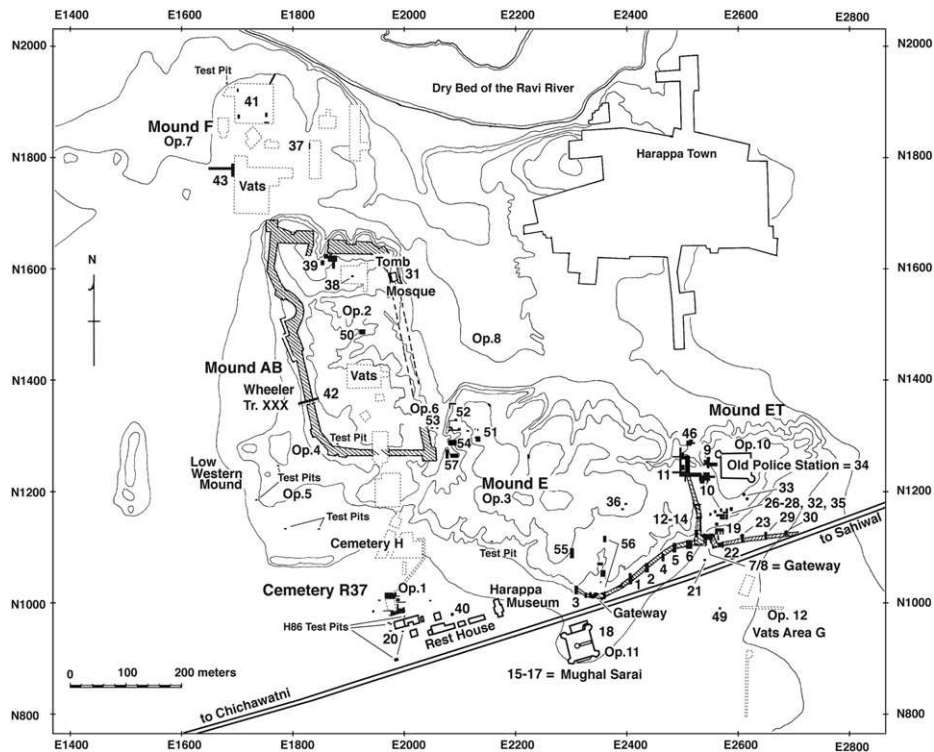 E1400 E1600 E1800 E2000 E2200 E2400 E2600 E2800
N2000 N2000
Test Pit
Dry Bed of the Ravi River
41
Mound F
Op.7
37
Harappa Town
N1800 N1800
43
Vats
N1600 N1600
N
39
Tomb
31
38
Mosque
Op.2
50
Op.8
Mound AB
Vats
Wheeler
Tr. XXX
42
N1400 N1400
Op.6
53
52
51
54
57
Test Pit
Op.4
Low
Western
Mound
Test Pits
Op.5
Mound E
Op.3
Mound ET
46
9
Op.10
Old Police Station = 34
11
10
33
N1200 N1200
26-28, 32, 35
36
12-14
19
23
29
30
to Sahiwal
Test Pits
Cemetery H
Test Pit
55
56
5
6
4
2
1
22
7/8 = Gateway
21
3
Gateway
Cemetery R37
Op.1
Harappa
Museum
N1000 N1000
H86 Test Pits
20
40
Rest House
49
Op. 12
Vats Area G
18
Op.11
15-17 = Mughal Sarai
0 100 200 meters
to Chichawatni
N800 N800
E1400 E1600 E1800 E2000 E2200 E2400 E2600 E2800